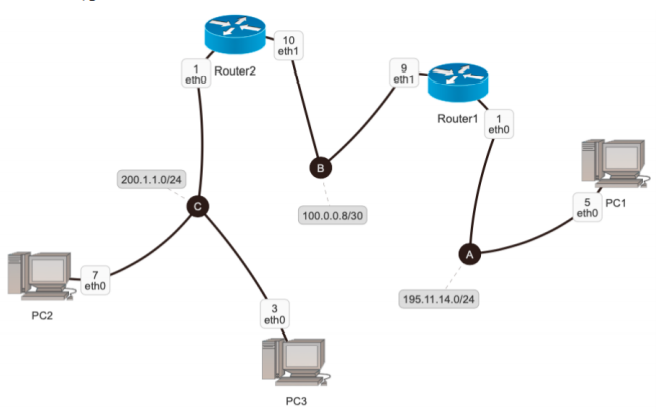 10
eth1
1
eth0
Router2
9
eth1
Router1
1
eth0
B
200.1.1.0/24
C
100.0.0.8/30
5
eth0
PC1
A
7
eth0
195.11.14.0/24
PC2
3
eth0
PC3